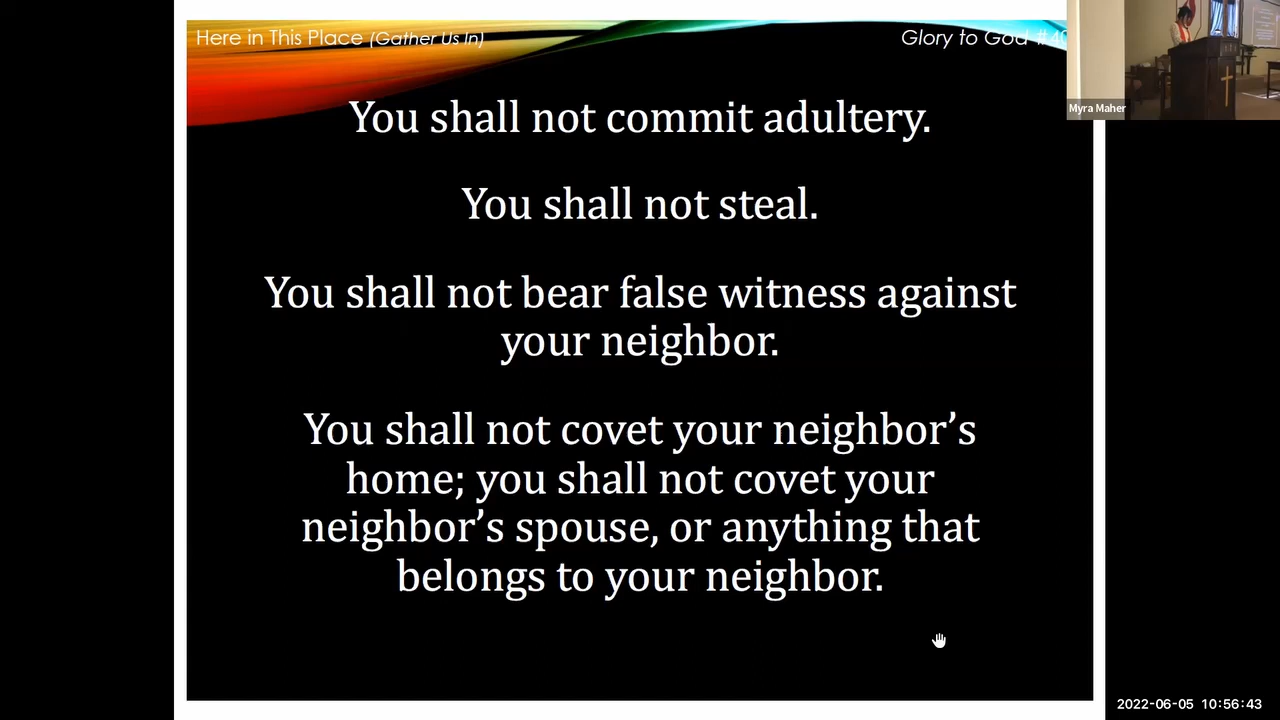 Here in This Place (Gather Us In)
Glory to God
Myra Maher
You shall not commit adultery.
You shall not steal.
You shall not bear false witness against
your neighbor.
You shall not covet your neighbor’s
home; you shall not covet your
neighbor’s spouse, or anything that
belongs to your neighbor.
2022-06-05 10:56:43